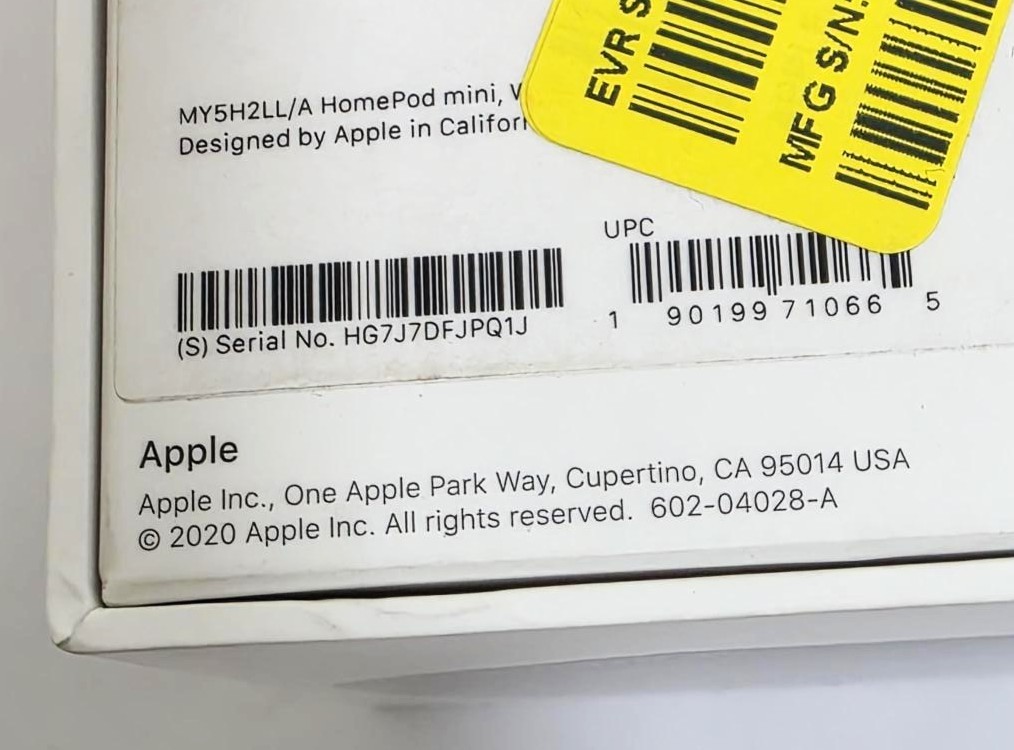 EVR
MFG S/N:
MY5H2LL/A HomePod mini,
Designed by Apple in
UPC
1 90199 71066 5
(S) Serial No. HG7J7DFJPQ1J
Apple
Apple Inc., One Apple Park Way, Cupertino, CA 95014 USA
© 2020 Apple Inc. All rights reserved. 602-04028-A